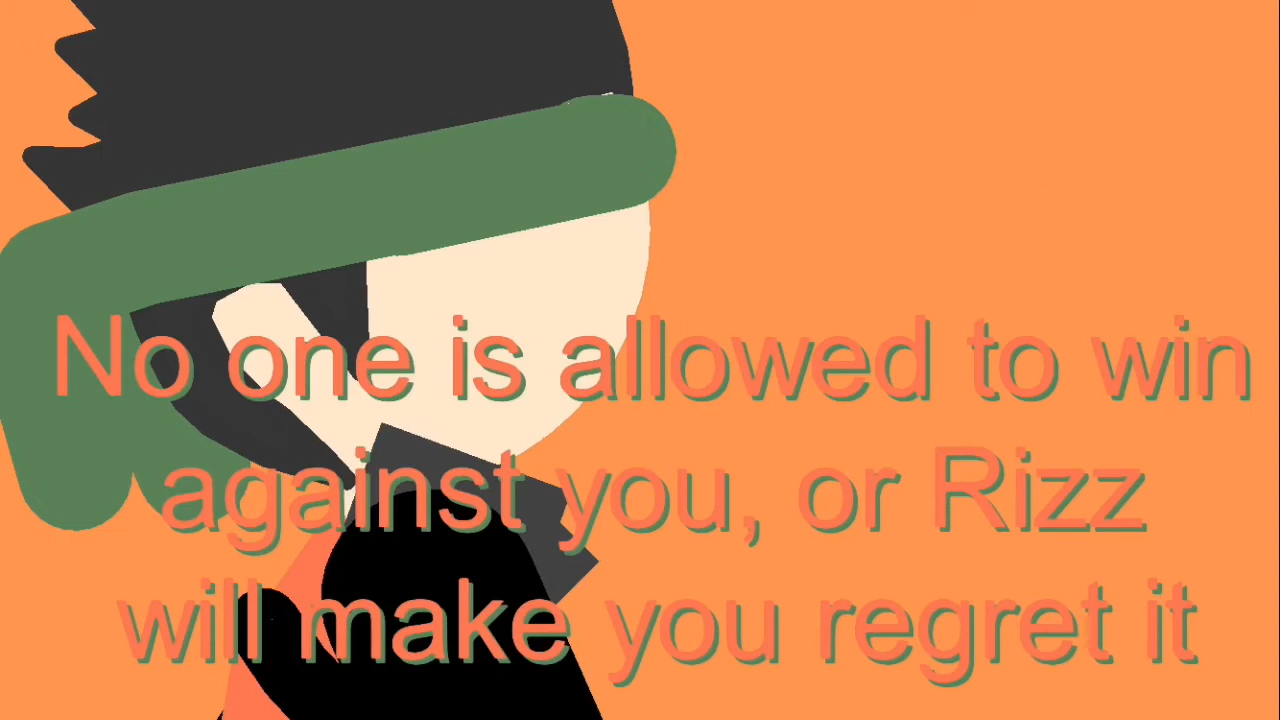 No one is allowed to win
against you, or Rizz
will make you regret it